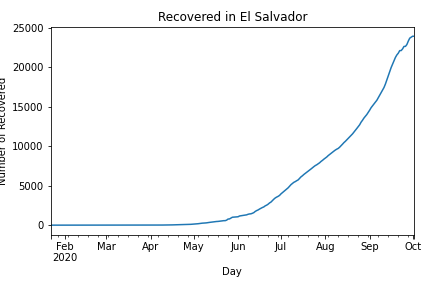 Recovered in El Salvador
Number of Recovered
25000
20000
15000
10000
5000
0
Feb Mar Apr May Jun Jul Aug Sep Oct
2020
Day